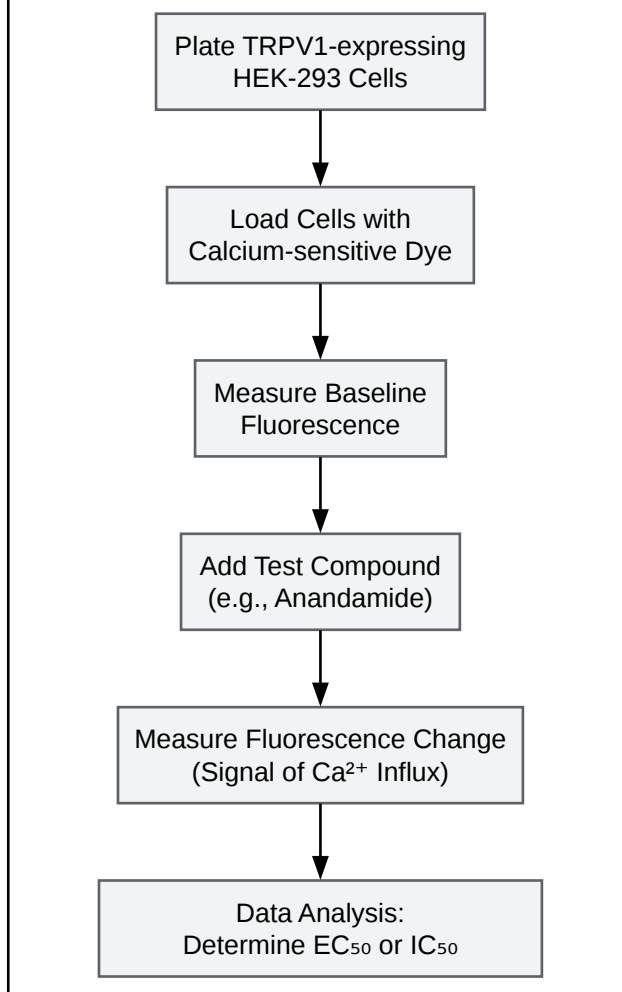 Plate TRPV1-expressing
HEK-293 Cells
Load Cells with
Calcium-sensitive Dye
Measure Baseline
Fluorescence
Add Test Compound
(e.g., Anandamide)
Measure Fluorescence Change
(Signal of Ca²⁺ Influx)
Data Analysis:
Determine EC₅₀ or IC₅₀